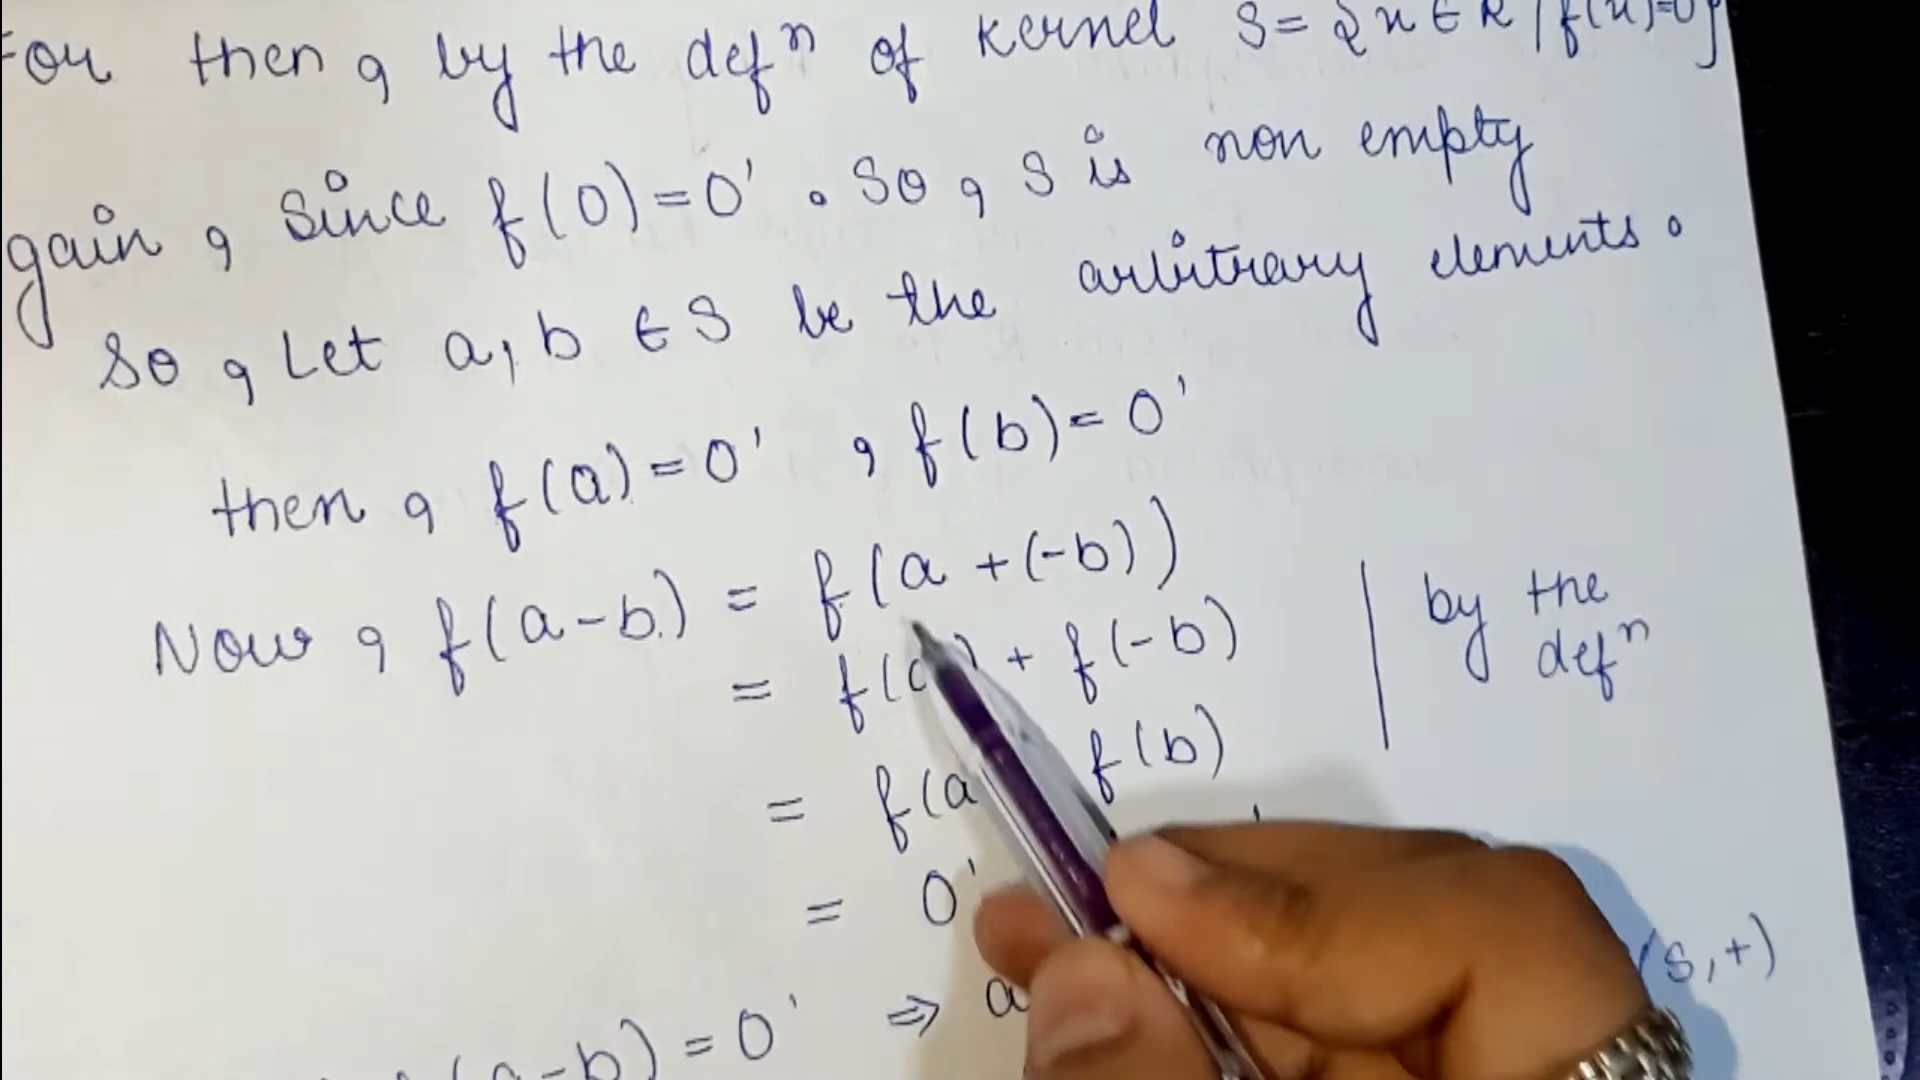 For then , by the defⁿ of kernel S = {x ∈ R / f(x)=0'}
gain , since f(0) = 0' . So , S is non empty
So , Let a, b ∈ S be the arbitrary elements .
then , f(a) = 0' , f(b) = 0'
Now , f(a-b) = f(a + (-b))
= f(a) + f(-b) | by the defⁿ
= f(a f(b)
= 0'
(a-b) = 0' ⇒ a (S, +)